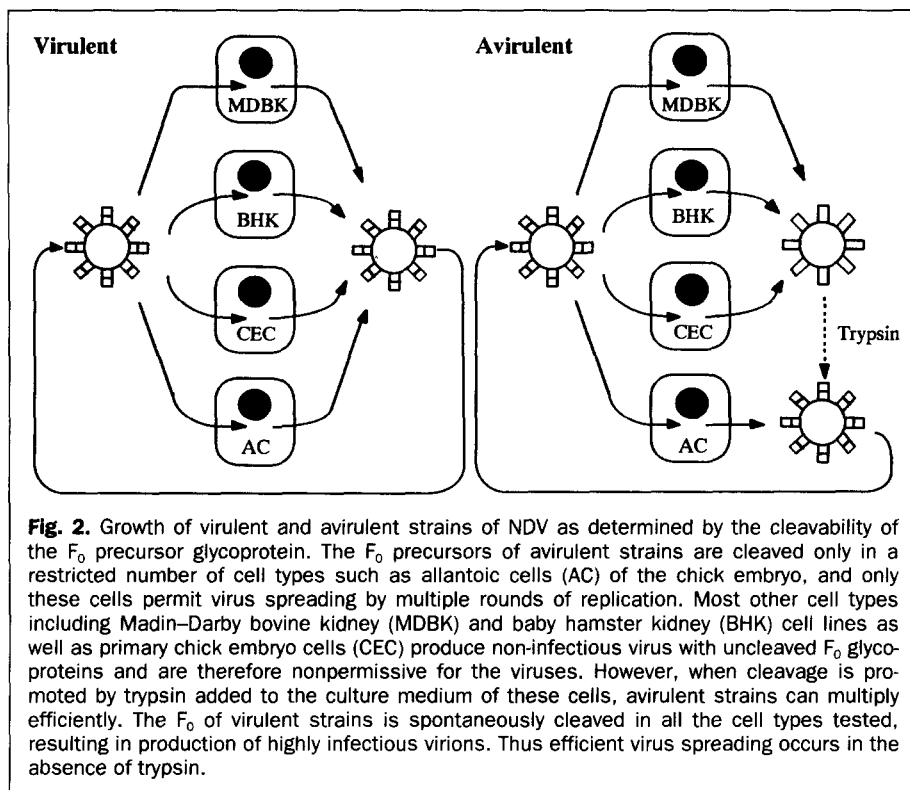 Virulent
Avirulent
MDBK
BHK
CEC
AC
MDBK
BHK
CEC
AC
Trypsin
Fig. 2. Growth of virulent and avirulent strains of NDV as determined by the cleavability of
the F₀ precursor glycoprotein. The F₀ precursors of avirulent strains are cleaved only in a
restricted number of cell types such as allantoic cells (AC) of the chick embryo, and only
these cells permit virus spreading by multiple rounds of replication. Most other cell types
including Madin–Darby bovine kidney (MDBK) and baby hamster kidney (BHK) cell lines
as well as primary chick embryo cells (CEC) produce non-infectious virus with uncleaved F₀ glyco-
proteins and are therefore nonpermissive for the viruses. However, when cleavage is pro-
moted by trypsin added to the culture medium of these cells, avirulent strains can multiply
efficiently. The F₀ of virulent strains is spontaneously cleaved in all the cell types tested,
resulting in production of highly infectious virions. Thus efficient virus spreading occurs in the
absence of trypsin.